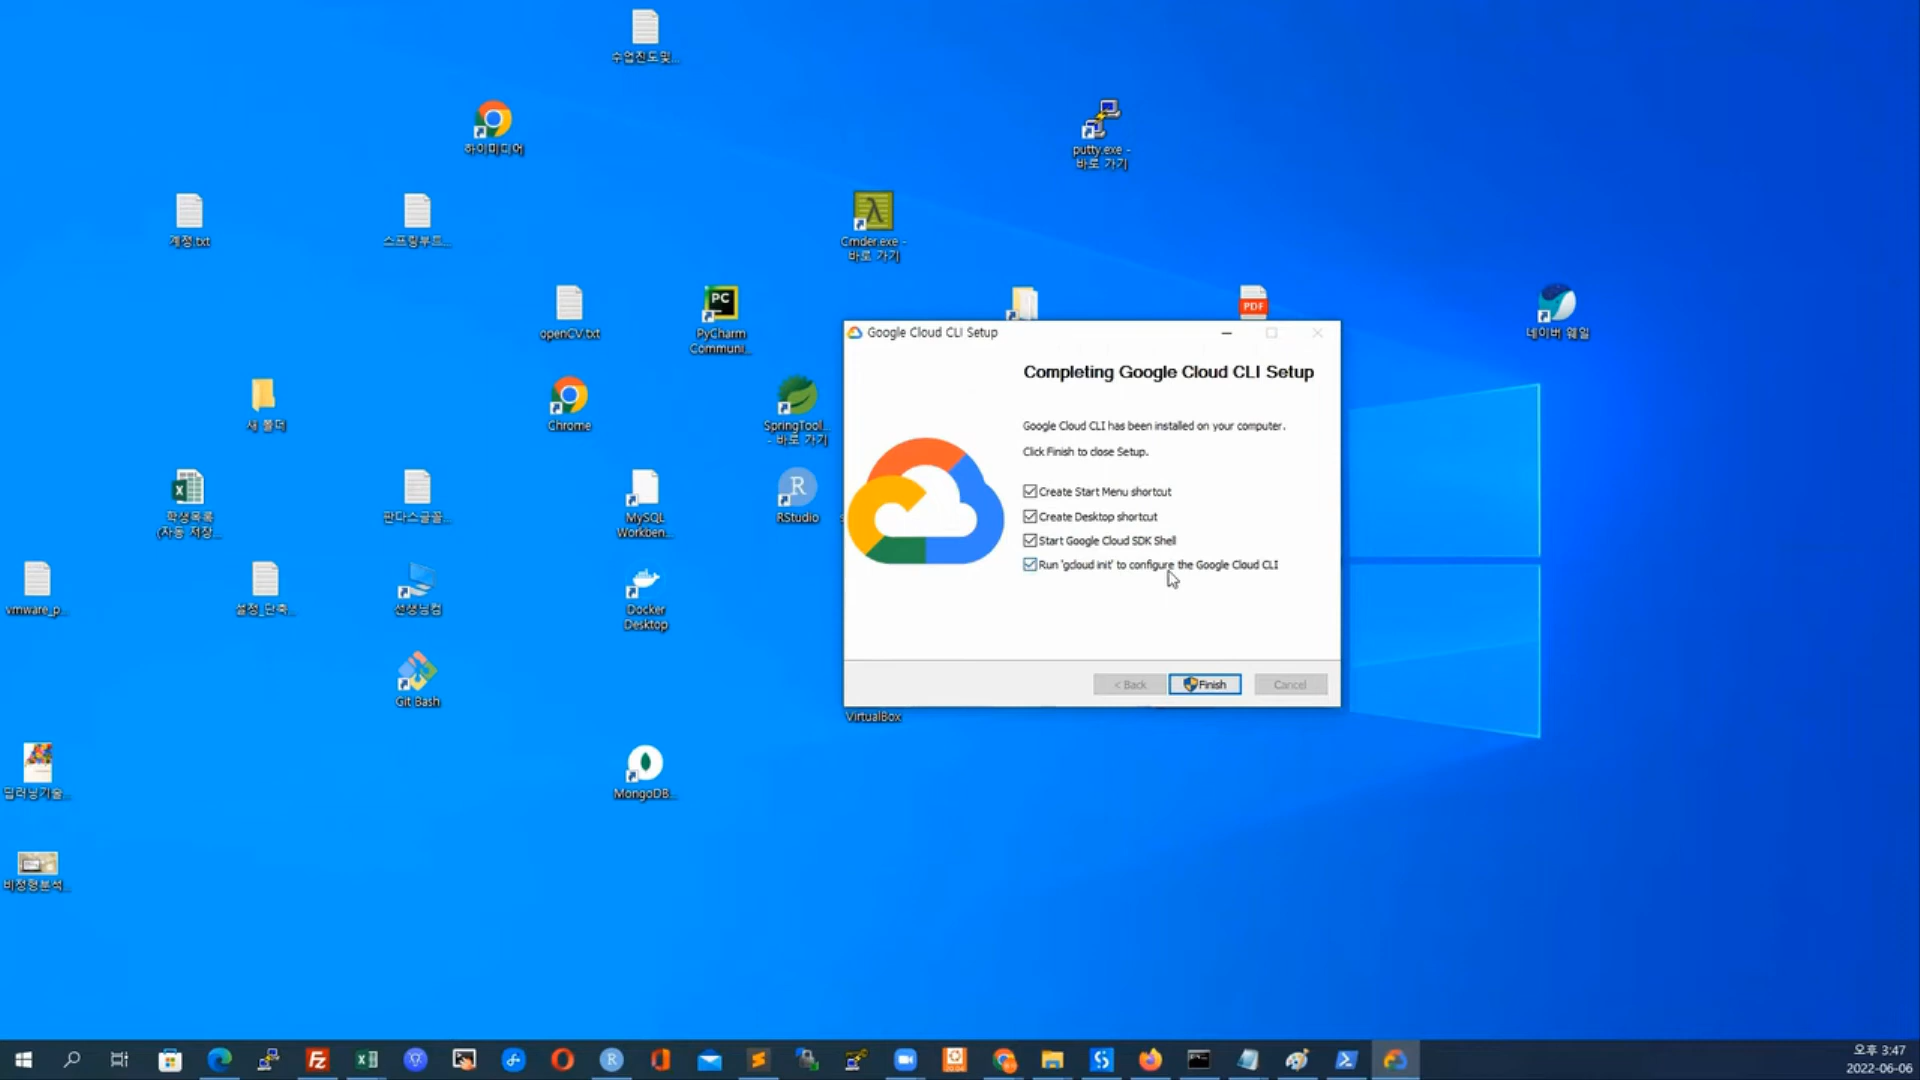 수업진도및...
하이미디어
putty.exe -
바로 가기
계정.txt
스프링부트...
Cmder.exe -
바로 가기
openCV.txt
PC
PyCharm
Communi...
PDF
네이버 웨일
새 폴더
Chrome
SpringTool...
- 바로 가기
학생목록
(자동 저장...
판다스글꼴...
MySQL
Workben...
R
RStudio
vmware_p...
설정_단축...
선생님컴
Docker
Desktop
Git Bash
VirtualBox
딥러닝기술...
MongoDB...
비정형분석...
Google Cloud CLI Setup
Completing Google Cloud CLI Setup
Google Cloud CLI has been installed on your computer.
Click Finish to close Setup.
Create Start Menu shortcut
Create Desktop shortcut
Start Google Cloud SDK Shell
Run 'gcloud init' to configure the Google Cloud CLI
< Back
Finish
Cancel
오후 3:47
2022-06-06